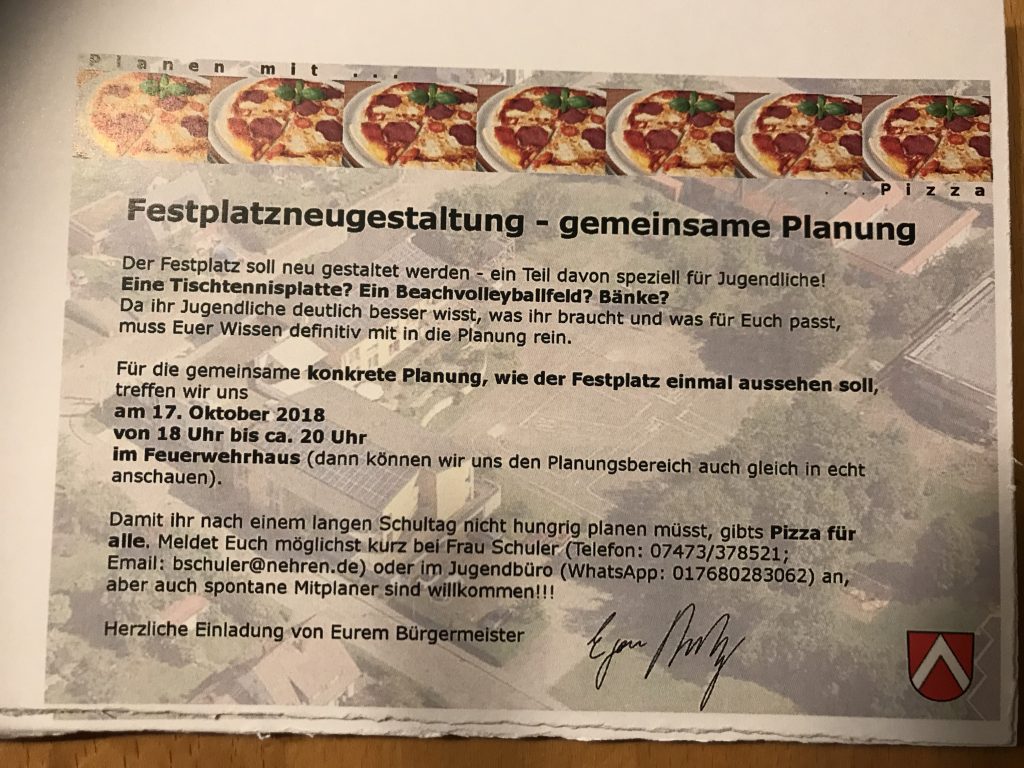 Planen mit ...
... Pizza
Festplatzneugestaltung - gemeinsame Planung
Der Festplatz soll neu gestaltet werden - ein Teil davon speziell für Jugendliche!
Eine Tischtennisplatte? Ein Beachvolleyballfeld? Bänke?
Da ihr Jugendliche deutlich besser wisst, was ihr braucht und was für Euch passt,
muss Euer Wissen definitiv mit in die Planung rein.
Für die gemeinsame konkrete Planung, wie der Festplatz einmal aussehen soll,
treffen wir uns
am 17. Oktober 2018
von 18 Uhr bis ca. 20 Uhr
im Feuerwehrhaus (dann können wir uns den Planungsbereich auch gleich in echt
anschauen).
Damit ihr nach einem langen Schultag nicht hungrig planen müsst, gibts Pizza für
alle. Meldet Euch möglichst kurz bei Frau Schuler (Telefon: 07473/378521;
Email: bschuler@nehren.de) oder im Jugendbüro (WhatsApp: 017680283062) an,
aber auch spontane Mitplaner sind willkommen!!!
Herzliche Einladung von Eurem Bürgermeister